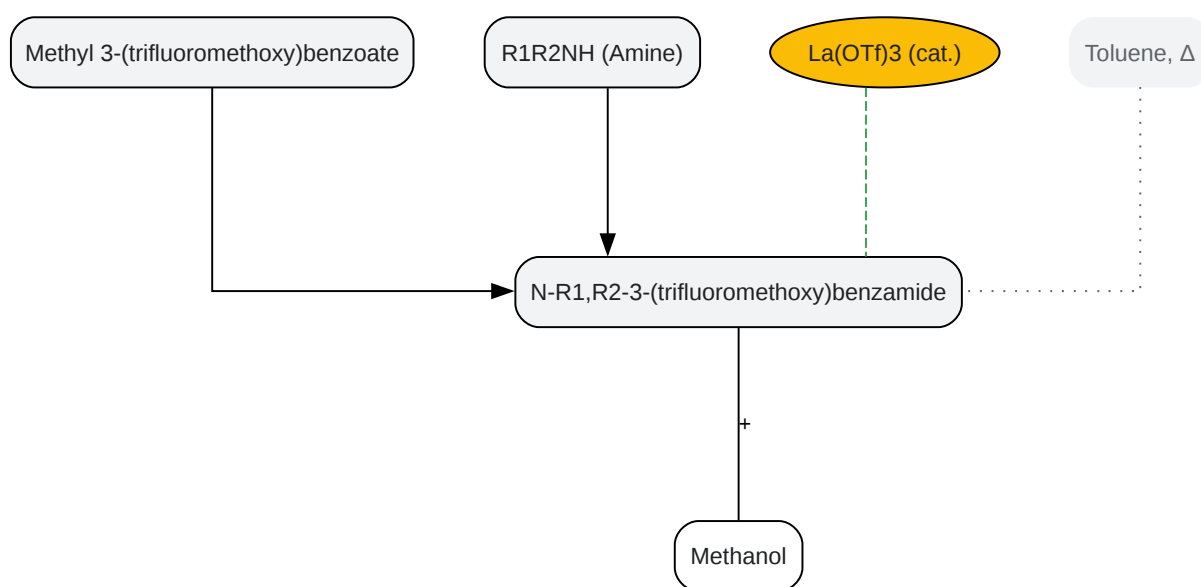 Methyl 3-(trifluoromethoxy)benzoate
R1R2NH (Amine)
La(OTf)3 (cat.)
Toluene, Δ
N-R1,R2-3-(trifluoromethoxy)benzamide
+
Methanol